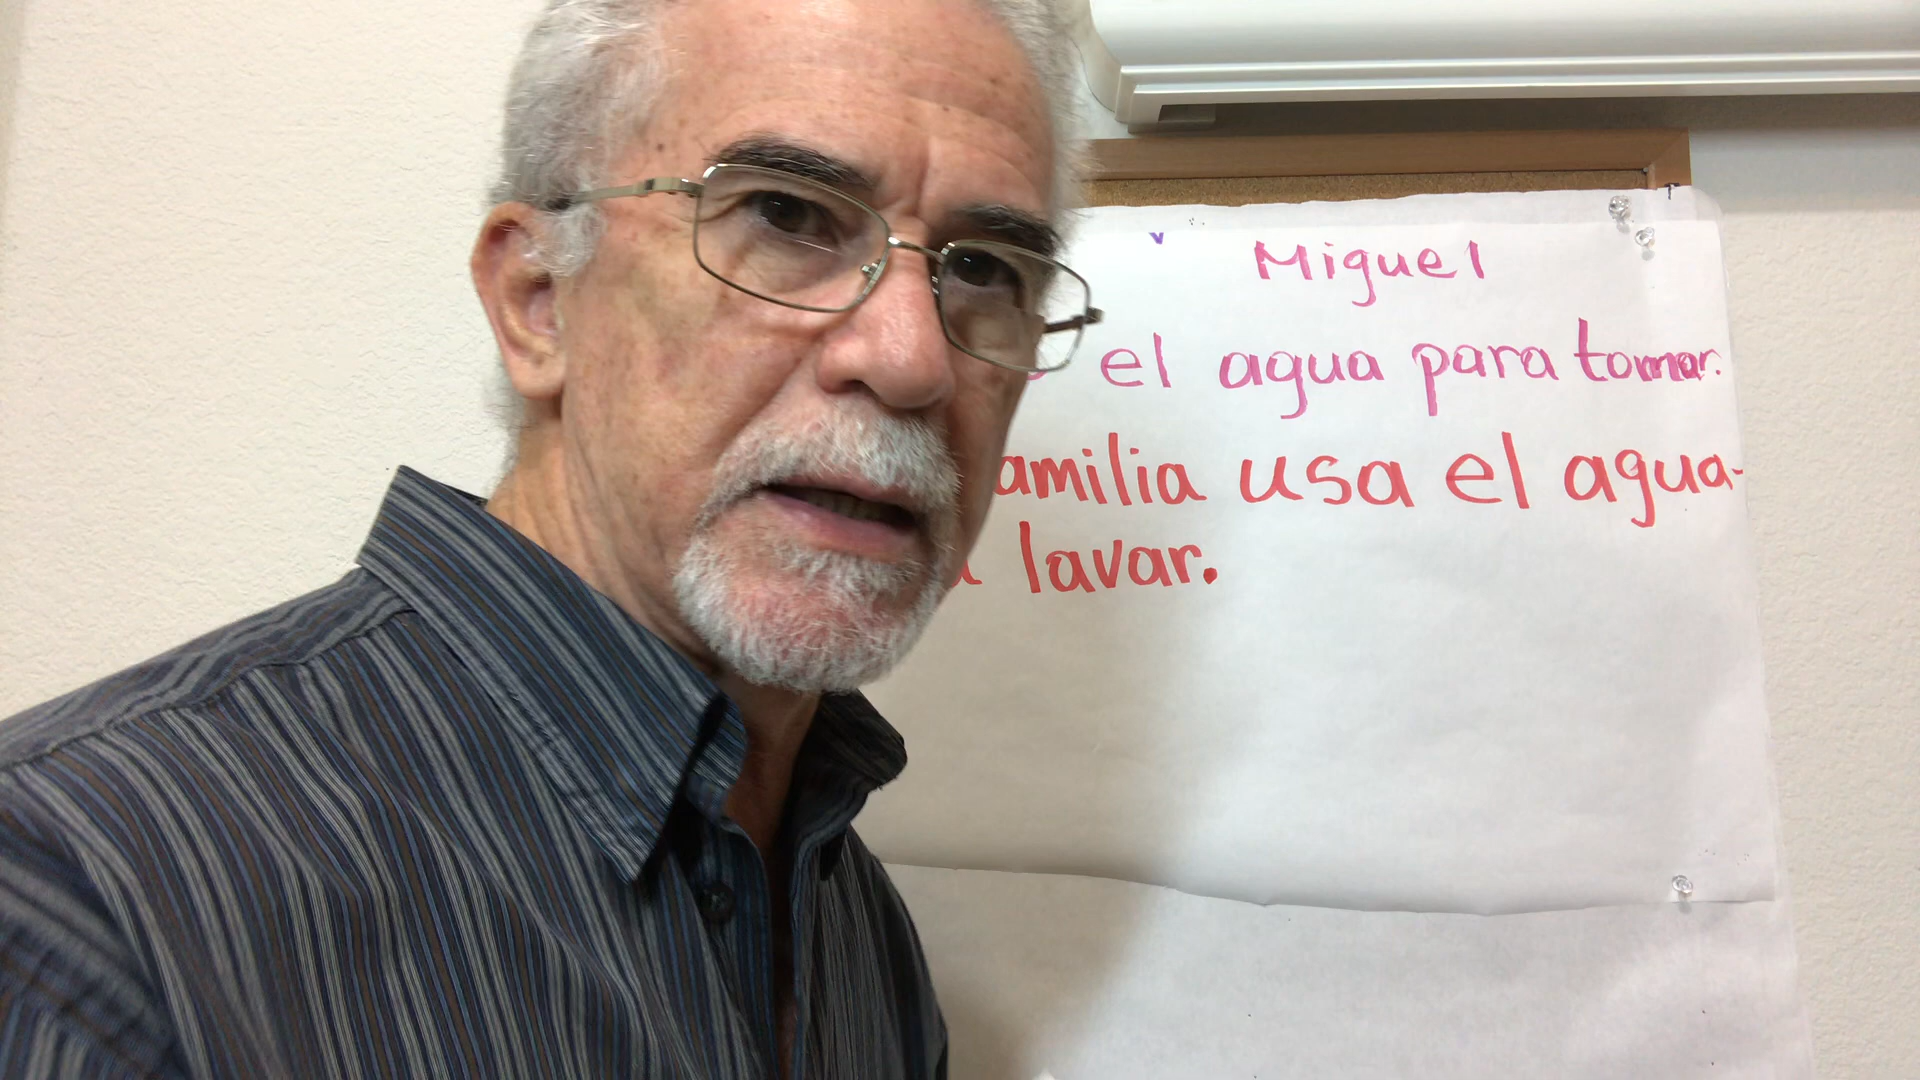 Miguel
el agua para tomar.
amilia usa el agua-
lavar.